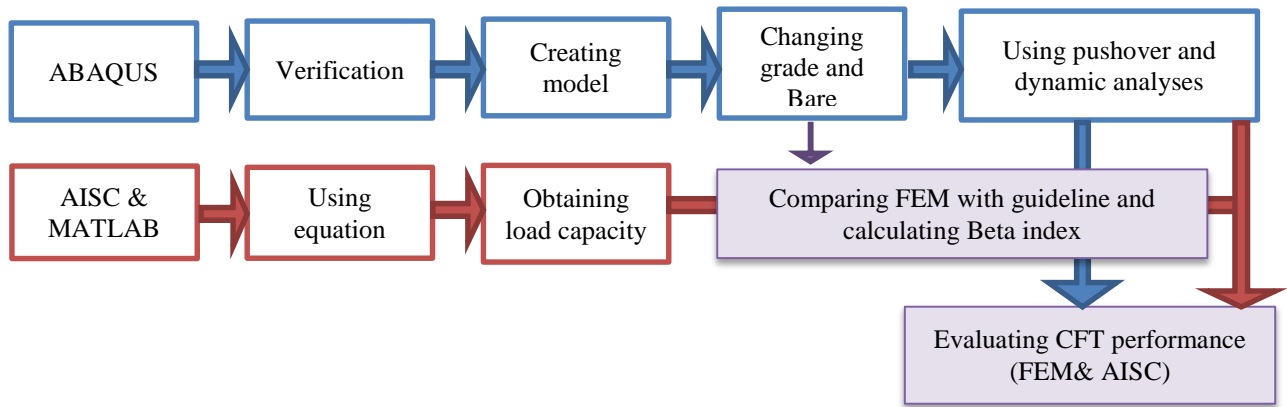 ABAQUS
Verification
Creating
model
Changing
grade and
Bare
Using pushover and
dynamic analyses
AISC &
MATLAB
Using
equation
Obtaining
load capacity
Comparing FEM with guideline and
calculating Beta index
Evaluating CFT performance
(FEM& AISC)